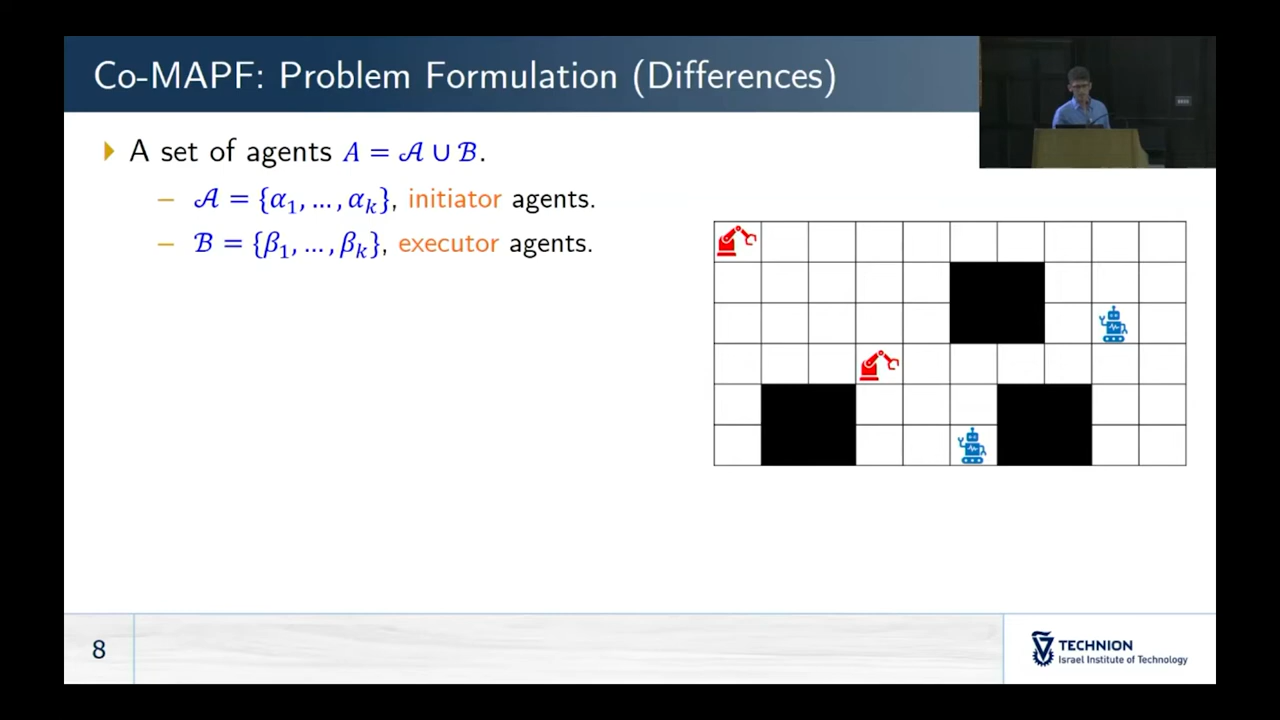 Co-MAPF: Problem Formulation (Differences)
A set of agents A = 𝒜 ∪ ℬ.
– 𝒜 = {α₁, …, αₖ}, initiator agents.
– ℬ = {β₁, …, βₖ}, executor agents.
8
TECHNION
Israel Institute of Technology